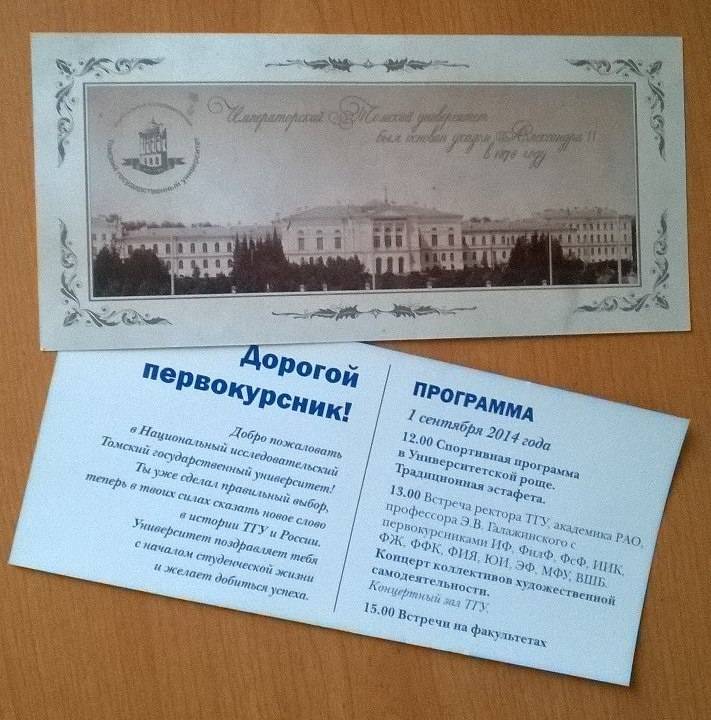 Императорский Томский университет
был основан указом Александра II
в 1878 году
Томский государственный университет
Дорогой
первокурсник!
Добро пожаловать
в Национальный исследовательский
Томский государственный университет!
Ты уже сделал правильный выбор,
теперь в твоих силах сказать новое слово
в истории ТГУ и России.
Университет поздравляет тебя
с началом студенческой жизни
и желает добиться успеха.
ПРОГРАММА
1 сентября 2014 года
12.00 Спортивная программа
в Университетской роще.
Традиционная эстафета.
13.00 Встреча ректора ТГУ, академика РАО,
профессора Э.В. Галажинского с
первокурсниками ИФ, ФилФ, ФсФ, ИИК,
ФЖ, ФФК, ФИЯ, ЮИ, ЭФ, МФУ, ВШБ.
Концерт коллективов художественной
самодеятельности.
Концертный зал ТГУ.
15.00 Встречи на факультетах